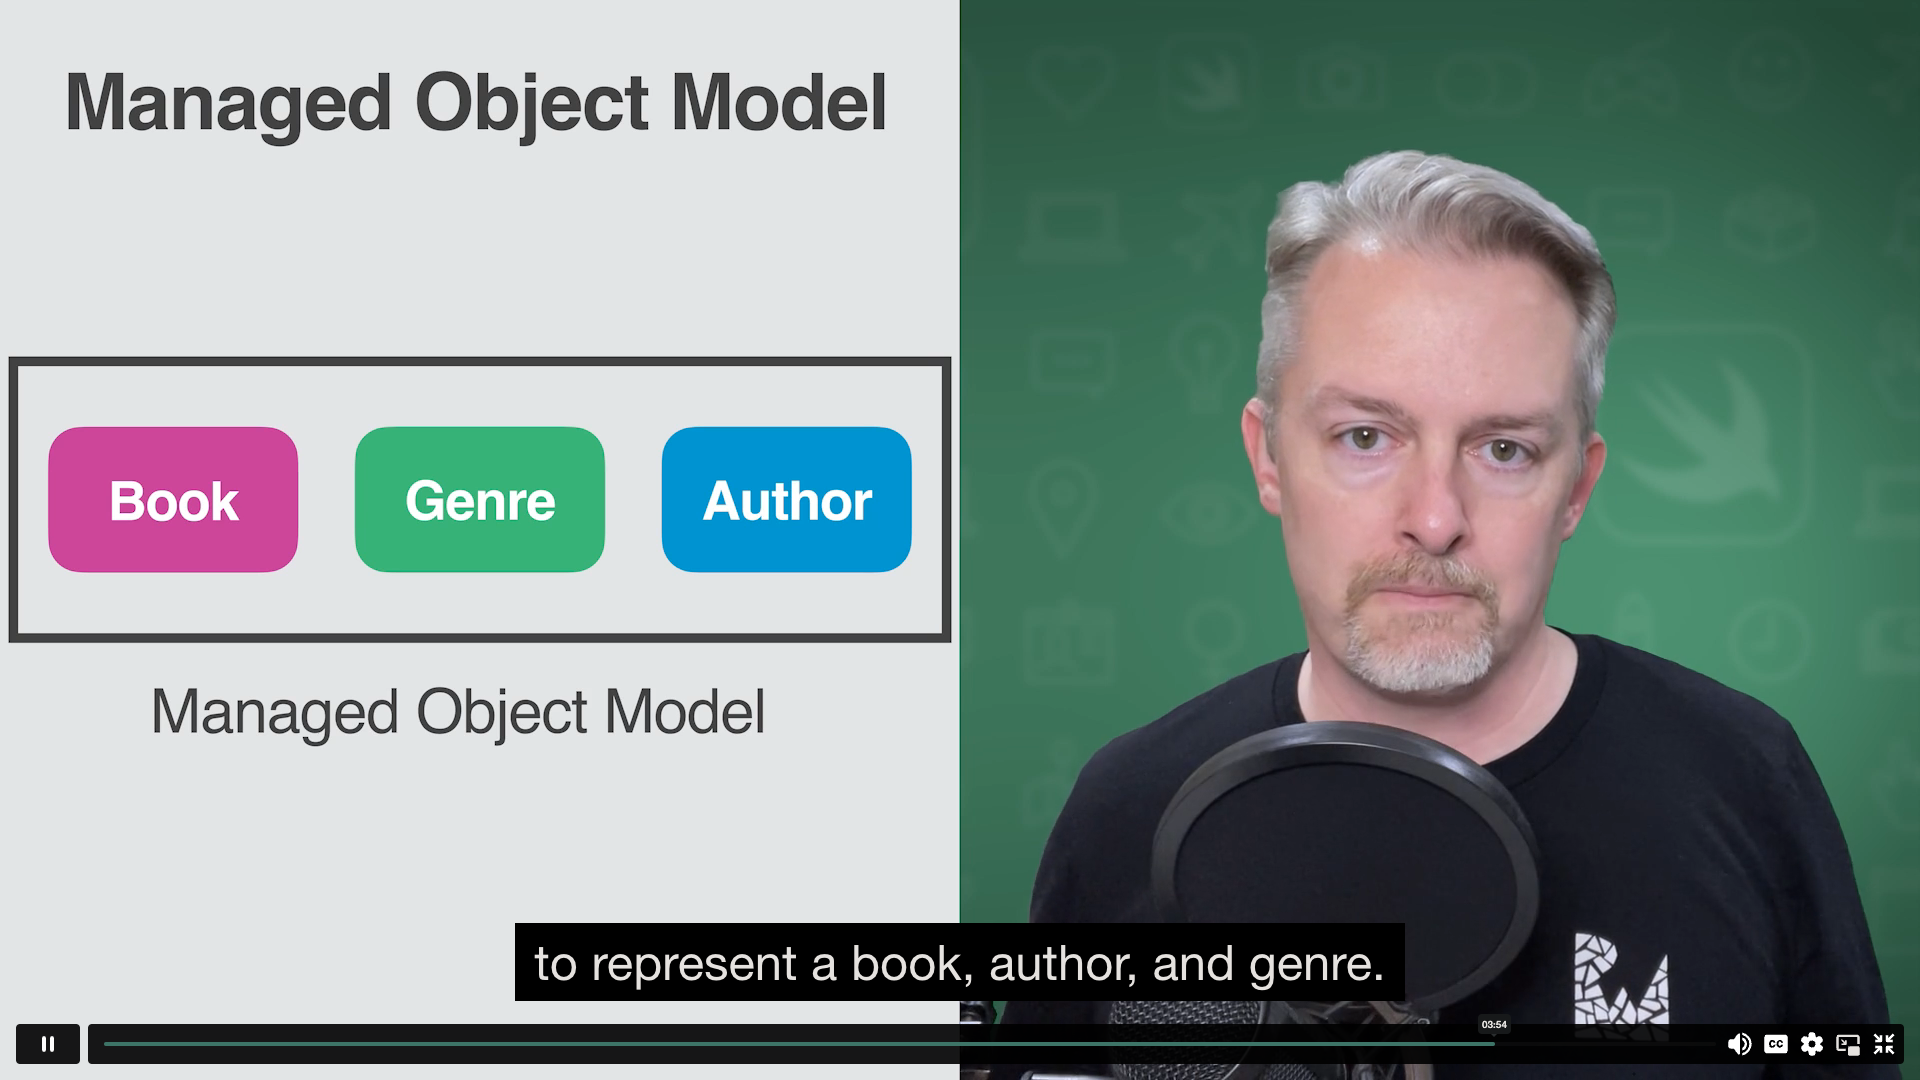 Managed Object Model
Book
Genre
Author
Managed Object Model
to represent a book, author, and genre.
03:54
CC